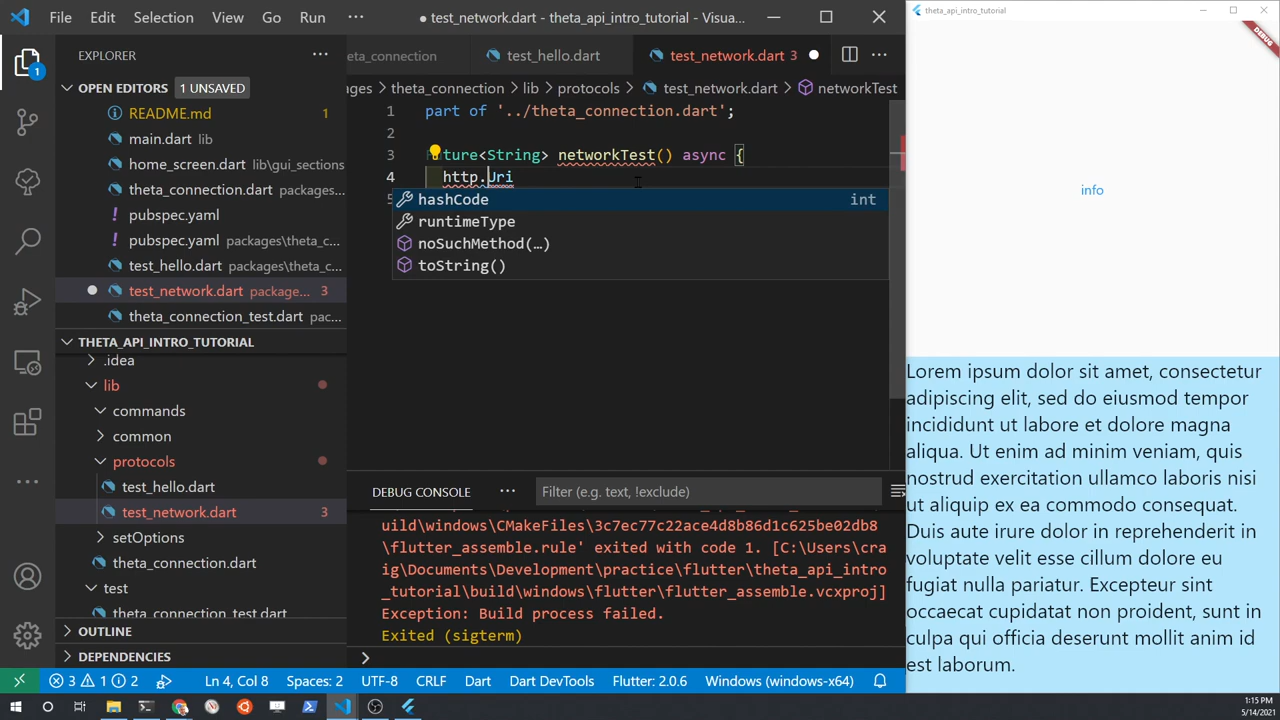 File Edit Selection View Go Run ··· ● test_network.dart - theta_api_intro_tutorial - Visua...
theta_api_intro_tutorial
EXPLORER ···
eta_connection test_hello.dart test_network.dart 3 ● ···
OPEN EDITORS 1 UNSAVED
ages > theta_connection > lib > protocols > test_network.dart > networkTest
README.md 1
main.dart lib
home_screen.dart lib\gui_sections
theta_connection.dart packages\t...
pubspec.yaml
pubspec.yaml packages\theta_c...
test_hello.dart packages\theta_c...
test_network.dart package... 3
theta_connection_test.dart pac...
1 part of '../theta_connection.dart';
2
3 uture<String> networkTest() async {
4 http.Uri
5
hashCode int
runtimeType
noSuchMethod(…)
toString()
THETA_API_INTRO_TUTORIAL
.idea
lib
commands
common
protocols
test_hello.dart
test_network.dart 3
setOptions
theta_connection.dart
test
theta_connection_test.dart
OUTLINE
DEPENDENCIES
DEBUG CONSOLE ··· Filter (e.g. text, !exclude)
uild\windows\CMakeFiles\3c7ec77c22ace4d8b86d1c625be02db8
\flutter_assemble.rule' exited with code 1. [C:\Users\cra
ig\Documents\Development\practice\flutter\theta_api_intro
_tutorial\build\windows\flutter\flutter_assemble.vcxproj]
Exception: Build process failed.
Exited (sigterm)
>
DEBUG
info
Lorem ipsum dolor sit amet, consectetur
adipiscing elit, sed do eiusmod tempor
incididunt ut labore et dolore magna
aliqua. Ut enim ad minim veniam, quis
nostrud exercitation ullamco laboris nisi
ut aliquip ex ea commodo consequat.
Duis aute irure dolor in reprehenderit in
voluptate velit esse cillum dolore eu
fugiat nulla pariatur. Excepteur sint
occaecat cupidatat non proident, sunt in
culpa qui officia deserunt mollit anim id
est laborum.
3 1 2 Ln 4, Col 8 Spaces: 2 UTF-8 CRLF Dart Dart DevTools Flutter: 2.0.6 Windows (windows-x64)
1:15 PM
5/14/2021